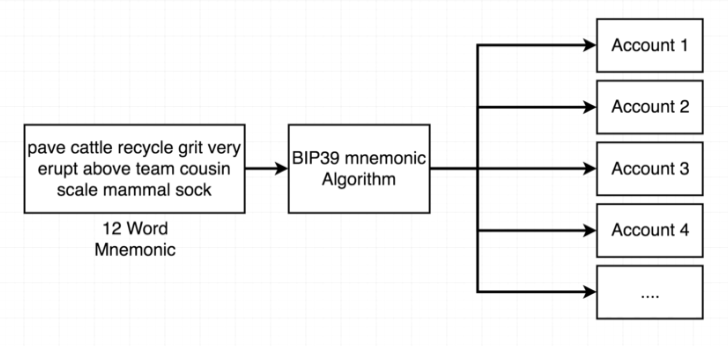 pave cattle recycle grit very
erupt above team cousin
scale mammal sock
12 Word
Mnemonic
BIP39 mnemonic
Algorithm
Account 1
Account 2
Account 3
Account 4
....